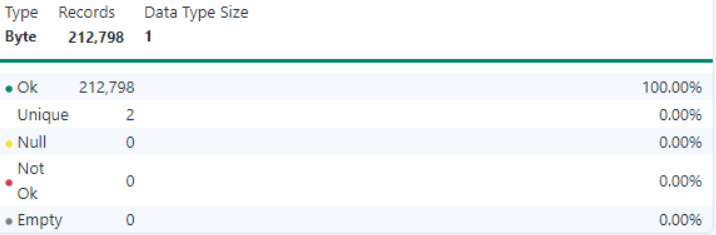 Type Records Data Type Size
Byte 212,798 1
Ok 212,798 100.00%
Unique 2 0.00%
Null 0 0.00%
Not
Ok 0 0.00%
Empty 0 0.00%